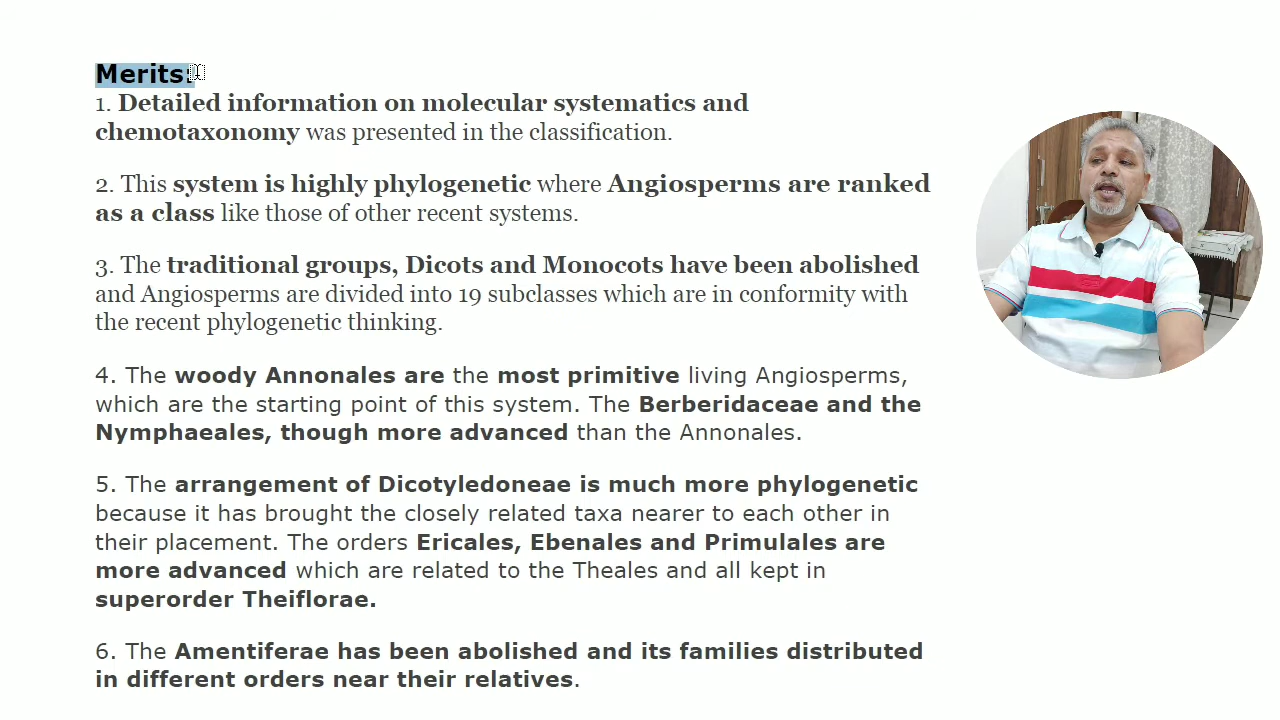 Merits:
1. Detailed information on molecular systematics and
chemotaxonomy was presented in the classification.
2. This system is highly phylogenetic where Angiosperms are ranked
as a class like those of other recent systems.
3. The traditional groups, Dicots and Monocots have been abolished
and Angiosperms are divided into 19 subclasses which are in conformity with
the recent phylogenetic thinking.
4. The woody Annonales are the most primitive living Angiosperms,
which are the starting point of this system. The Berberidaceae and the
Nymphaeales, though more advanced than the Annonales.
5. The arrangement of Dicotyledoneae is much more phylogenetic
because it has brought the closely related taxa nearer to each other in
their placement. The orders Ericales, Ebenales and Primulales are
more advanced which are related to the Theales and all kept in
superorder Theiflorae.
6. The Amentiferae has been abolished and its families distributed
in different orders near their relatives.